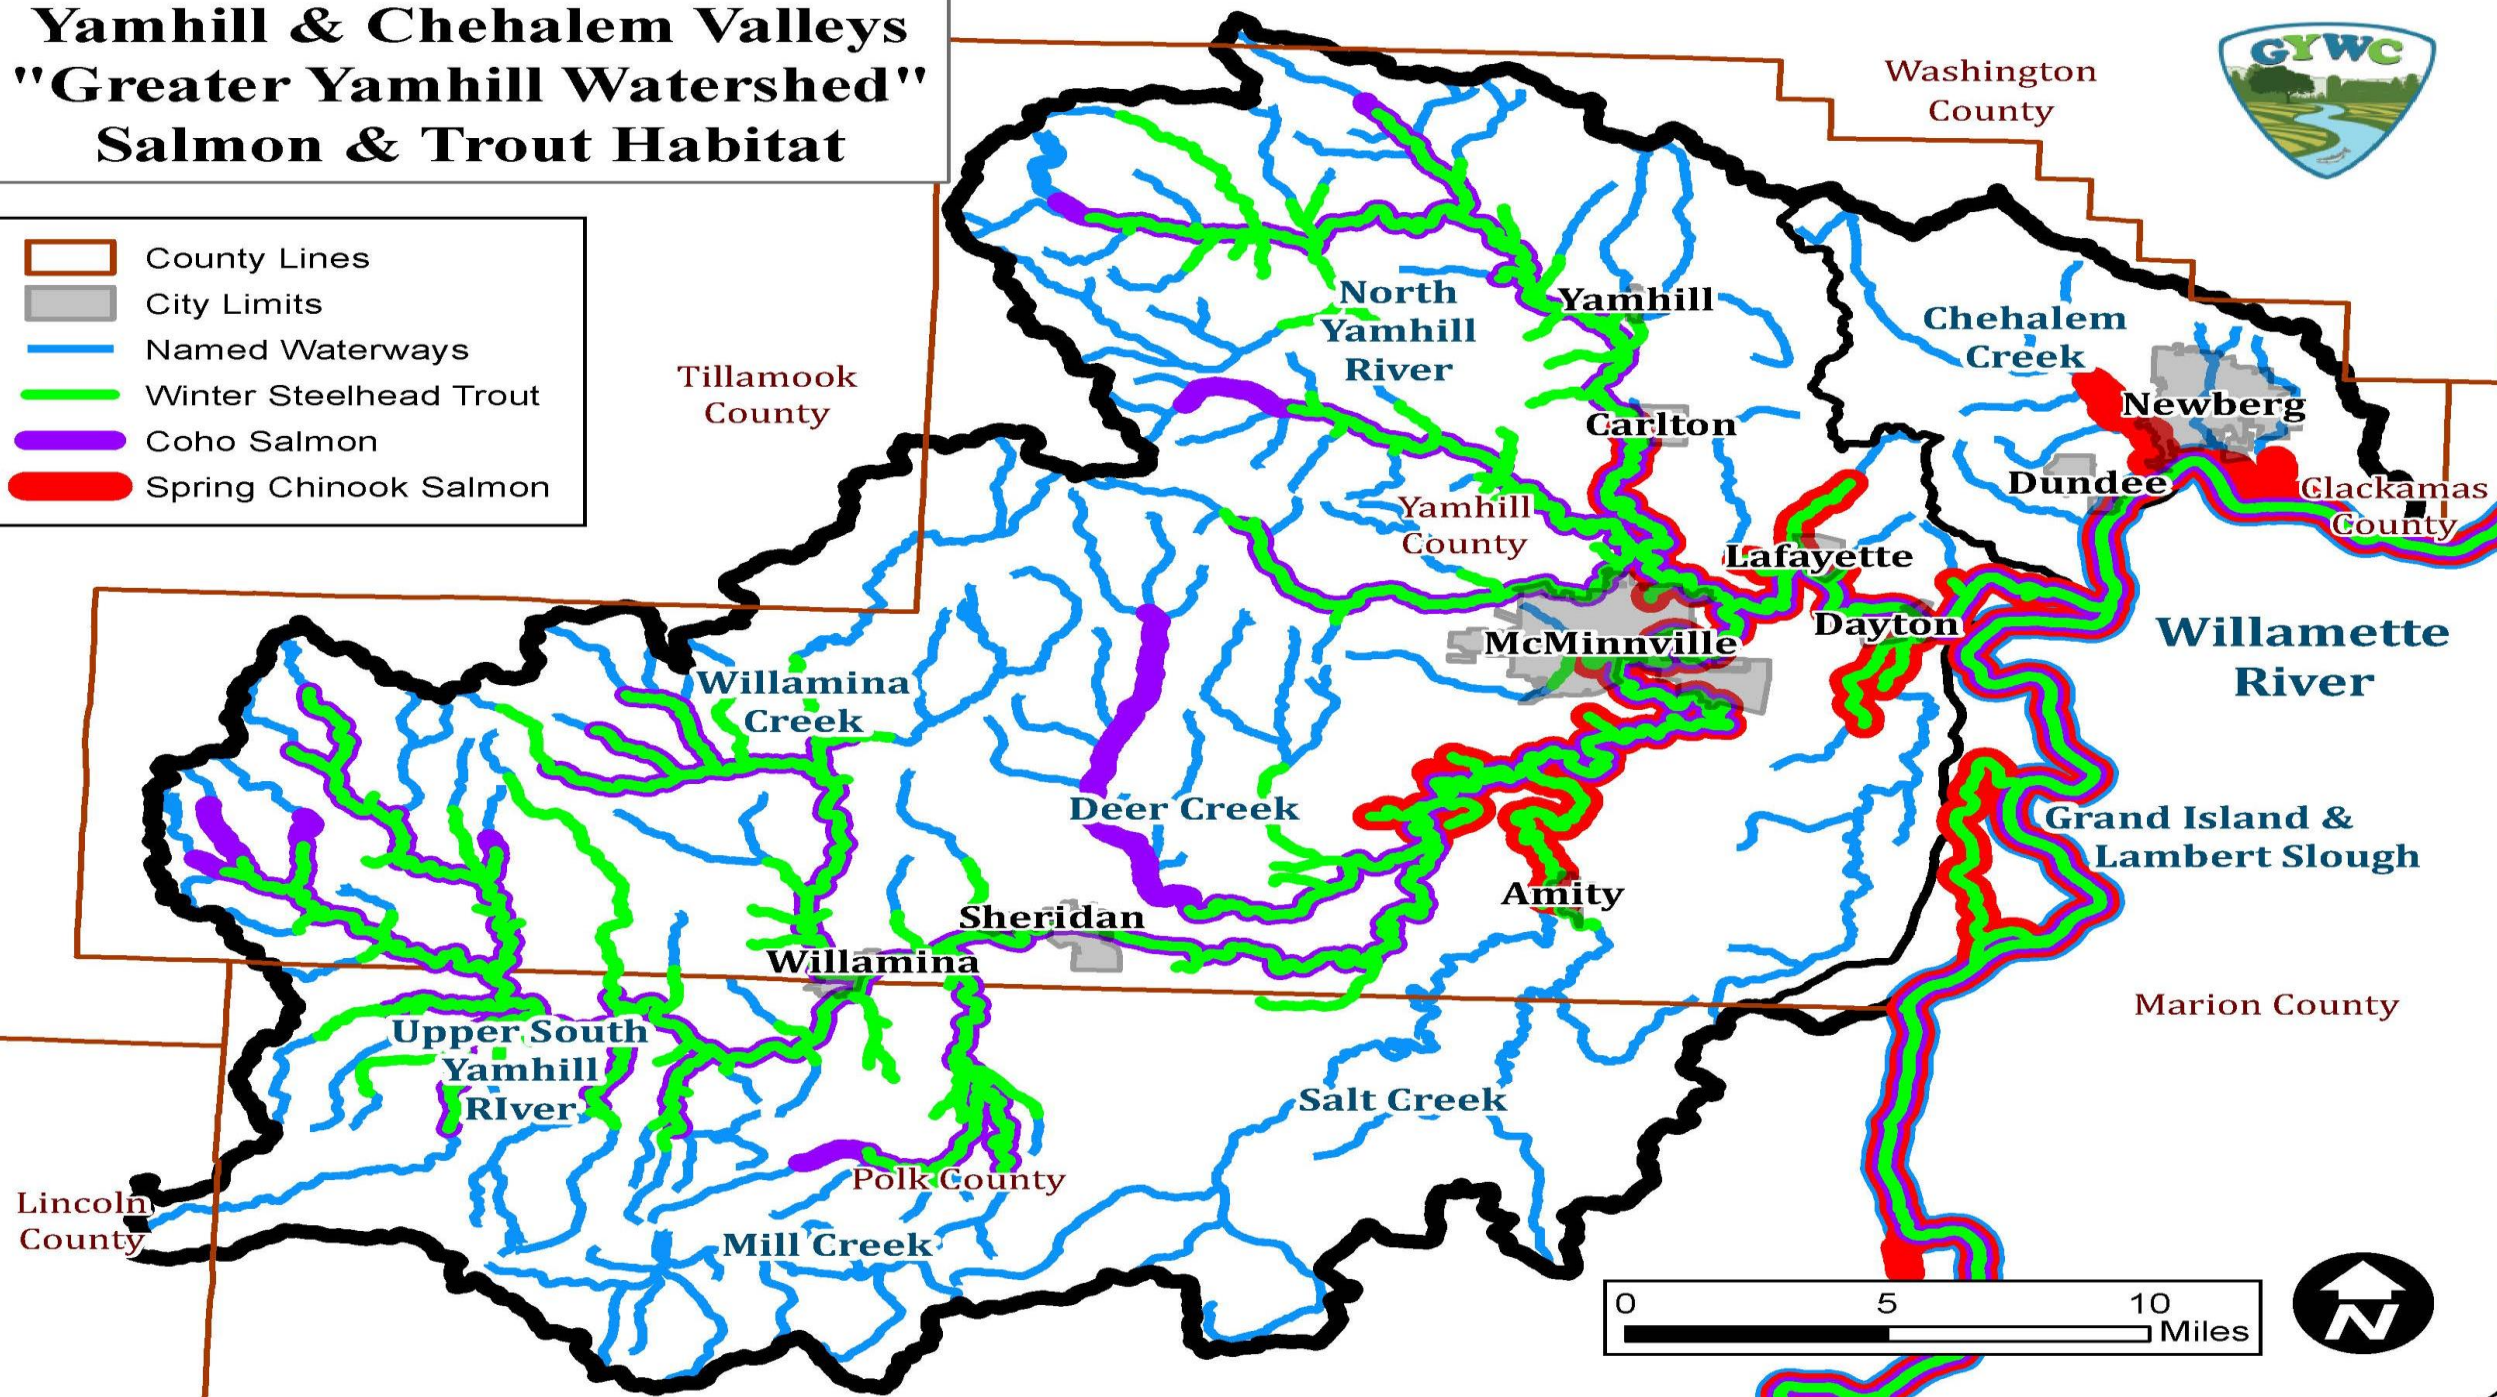 Yamhill & Chehalem Valleys
"Greater Yamhill Watershed"
Salmon & Trout Habitat
County Lines
City Limits
Named Waterways
Winter Steelhead Trout
Coho Salmon
Spring Chinook Salmon
GYWC
Washington
County
Tillamook
County
North
Yamhill
River
Yamhill
Chehalem
Creek
Newberg
Carlton
Dundee
Clackamas
County
Yamhill
County
Lafayette
Dayton
McMinnville
Willamette
River
Willamina
Creek
Deer Creek
Grand Island &
Lambert Slough
Amity
Sheridan
Willamina
Marion County
Upper South
Yamhill
RIver
Salt Creek
Polk County
Lincoln
County
Mill Creek
0 5 10
Miles
N